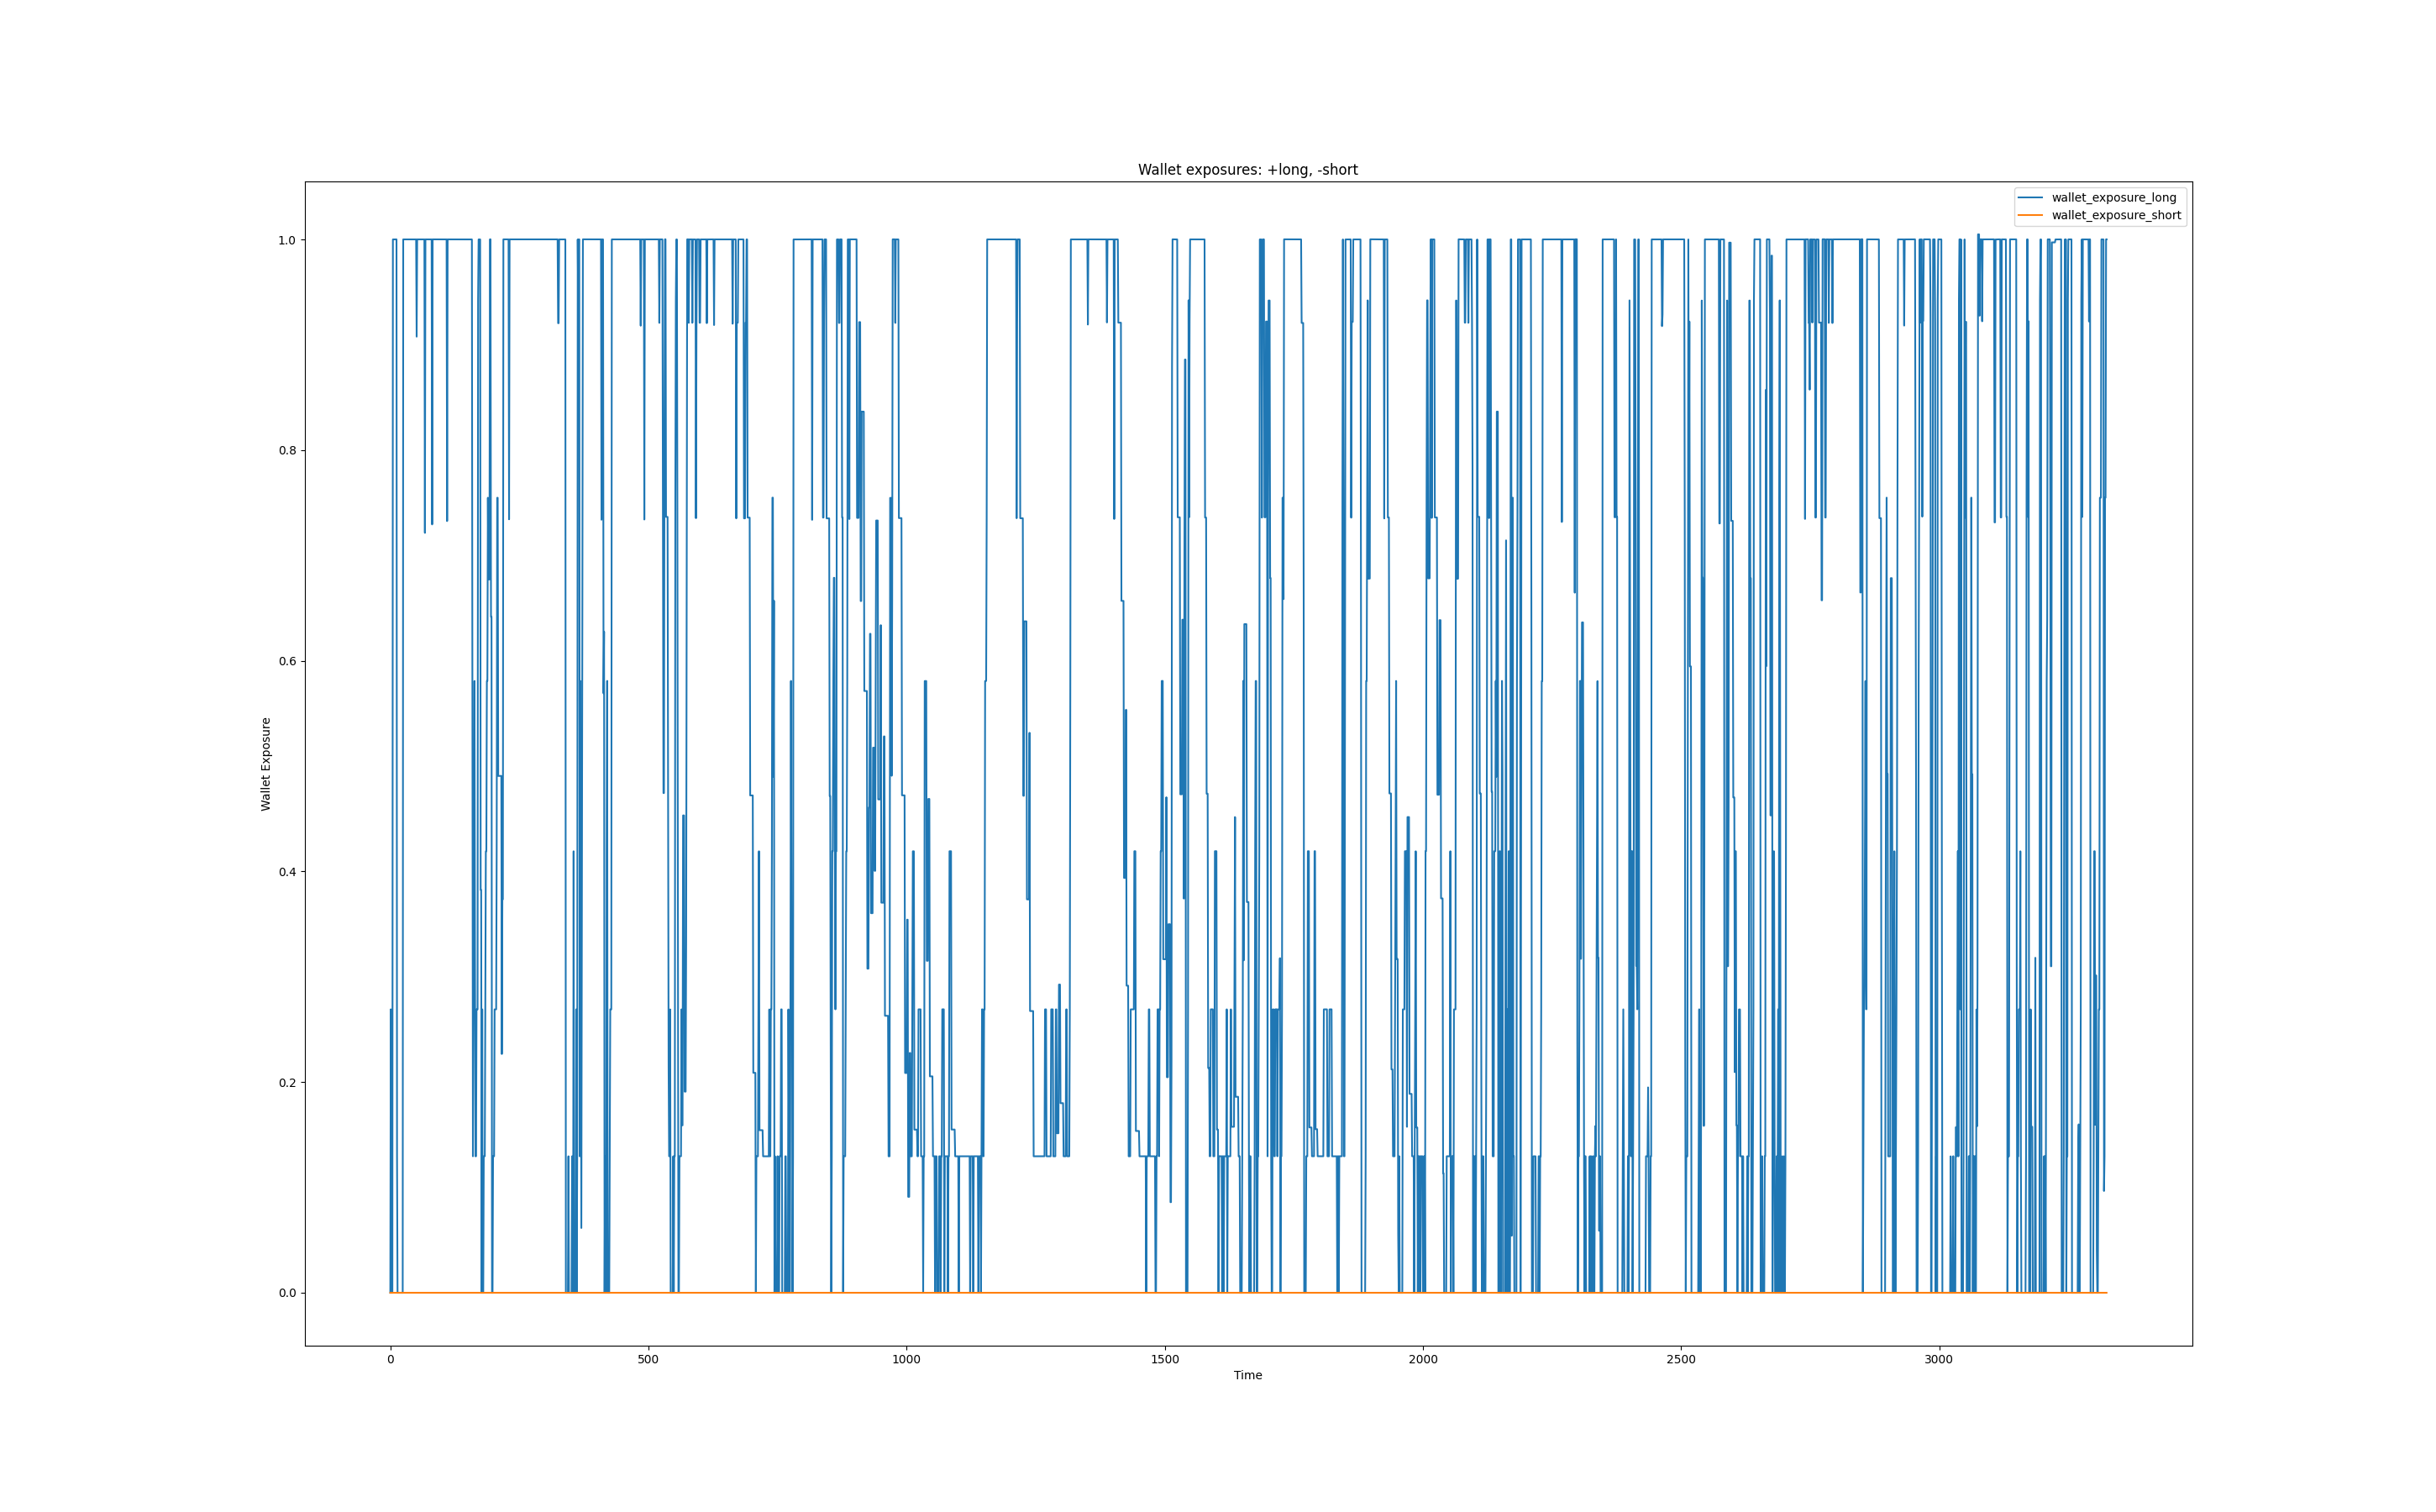 Wallet exposures: +long, -short
wallet_exposure_long
wallet_exposure_short
1.0
0.8
0.6
0.4
0.2
0.0
Wallet Exposure
0 500 1000 1500 2000 2500 3000
Time